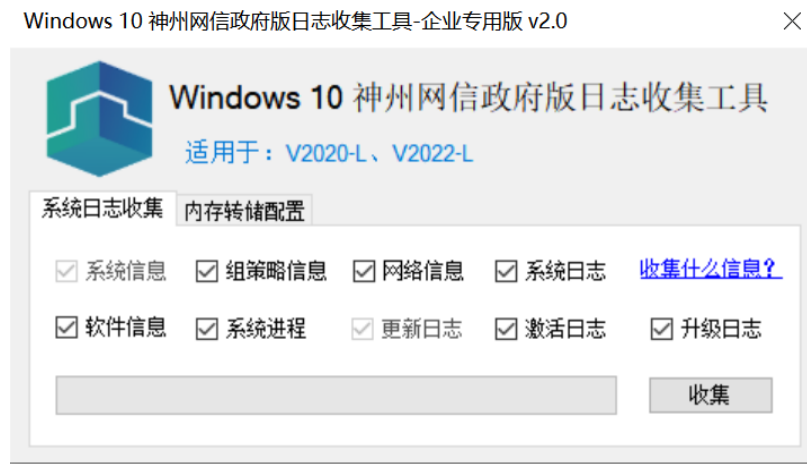 Windows 10 神州网信政府版日志收集工具-企业专用版 v2.0
Windows 10 神州网信政府版日志收集工具
适用于：V2020-L、V2022-L
系统日志收集 内存转储配置
系统信息 组策略信息 网络信息 系统日志 收集什么信息？
软件信息 系统进程 更新日志 激活日志 升级日志
收集